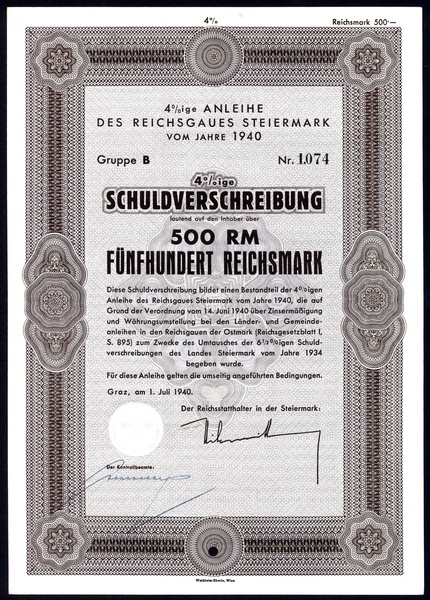 4%
Reichsmark 500·—
4%ige ANLEIHE
DES REICHSGAUES STEIERMARK
VOM JAHRE 1940
Gruppe B Nr. 1.074
4%ige
SCHULDVERSCHREIBUNG
lautend auf den Inhaber über
500 RM
FÜNFHUNDERT REICHSMARK
Diese Schuldverschreibung bildet einen Bestandteil der 4%igen
Anleihe des Reichsgaues Steiermark vom Jahre 1940, die auf
Grund der Verordnung vom 14. Juni 1940 über Zinsermäßigung
und Währungsumstellung bei den Länder- und Gemeinde-
anleihen in den Reichsgauen der Ostmark (Reichsgesetzblatt I,
S. 895) zum Zwecke des Umtausches der 6½%igen Schuld-
verschreibungen des Landes Steiermark vom Jahre 1934
begeben wurde.
Für diese Anleihe gelten die umseitig angeführten Bedingungen.
Graz, am 1. Juli 1940.
Der Reichsstatthalter in der Steiermark:
Der Kontrollbeamte: